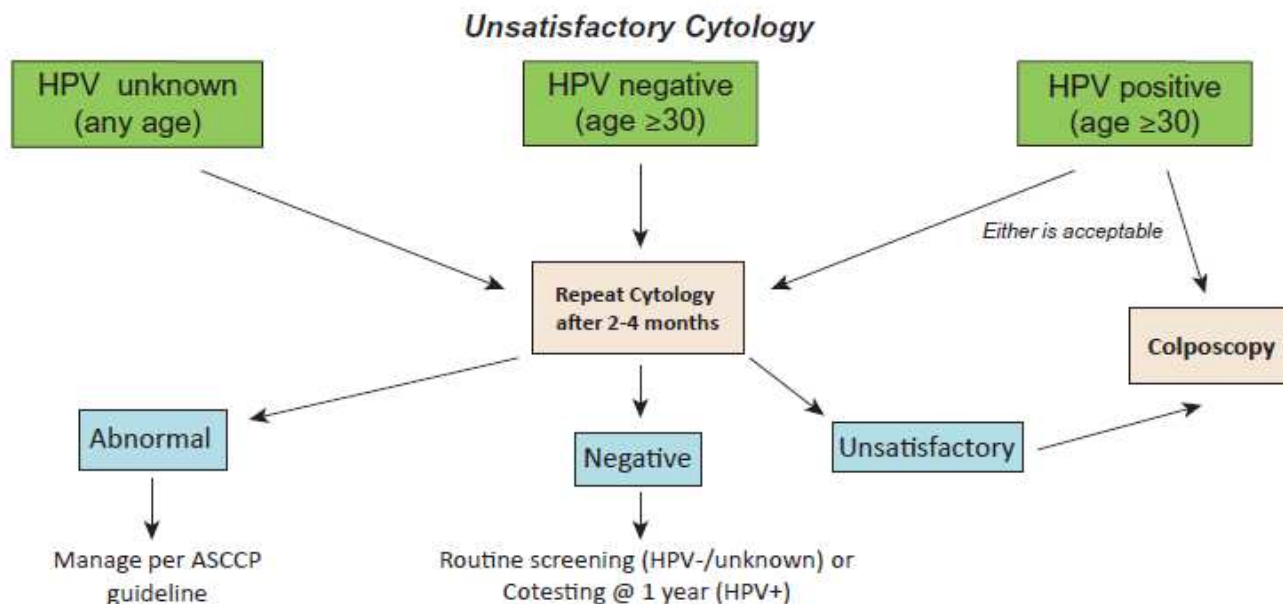 Unsatisfactory Cytology
HPV unknown
(any age)
HPV negative
(age ≥30)
HPV positive
(age ≥30)
Either is acceptable
Repeat Cytology
after 2-4 months
Colposcopy
Abnormal
Negative
Unsatisfactory
Manage per ASCCP
guideline
Routine screening (HPV-/unknown) or
Cotesting @ 1 year (HPV+)